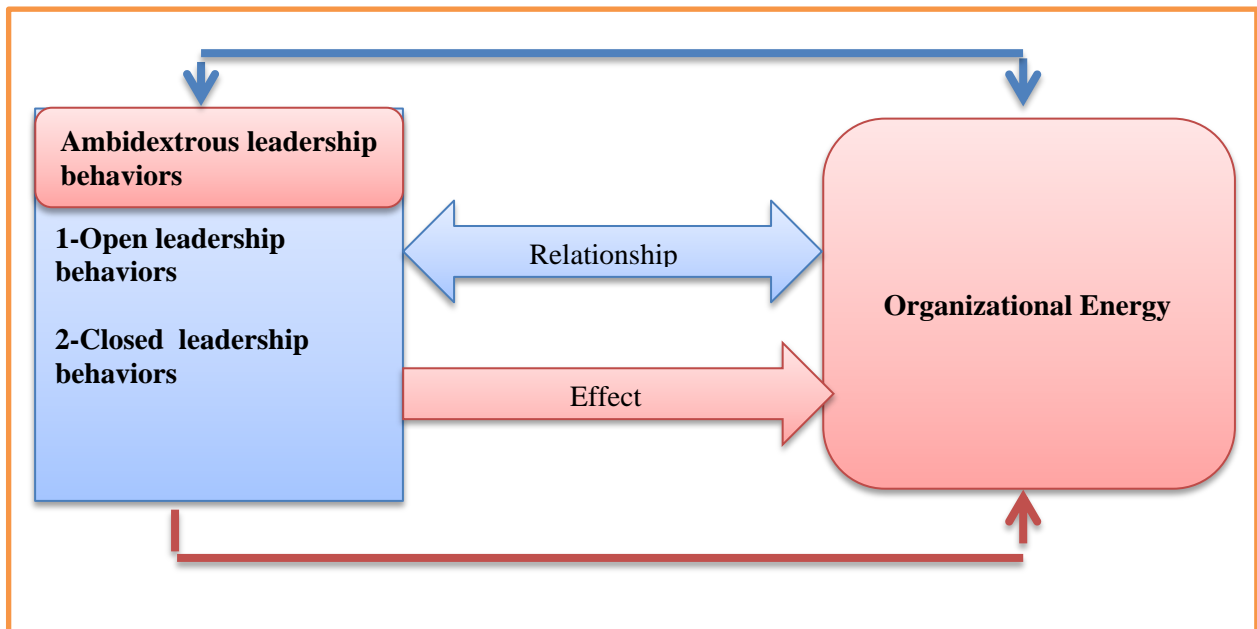 Ambidextrous leadership
behaviors
1-Open leadership
behaviors
2-Closed  leadership
behaviors
Relationship
Effect
Organizational Energy